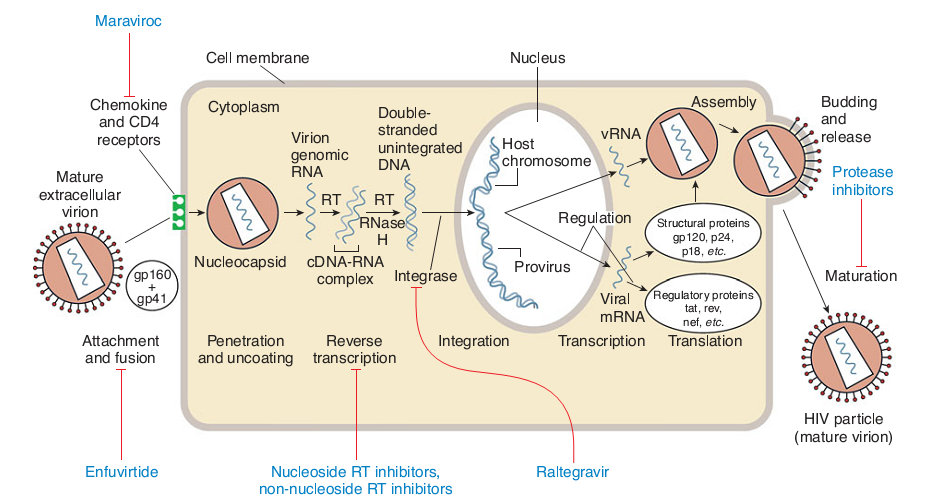 Maraviroc
Cell membrane
Nucleus
Chemokine
and CD4
receptors
Cytoplasm
Virion
genomic
RNA
Double-
stranded
unintegrated
DNA
Host
chromosome
vRNA
Assembly
Budding
and
release
Protease
inhibitors
Mature
extracellular
virion
RT
RT
RNase
H
Regulation
Structural proteins
gp120, p24,
p18, etc.
Nucleocapsid
cDNA-RNA
complex
Integrase
Provirus
gp160
+
gp41
Viral
mRNA
Regulatory proteins
tat, rev,
nef, etc.
Maturation
Attachment
and fusion
Penetration
and uncoating
Reverse
transcription
Integration
Transcription
Translation
HIV particle
(mature virion)
Enfuvirtide
Nucleoside RT inhibitors,
non-nucleoside RT inhibitors
Raltegravir